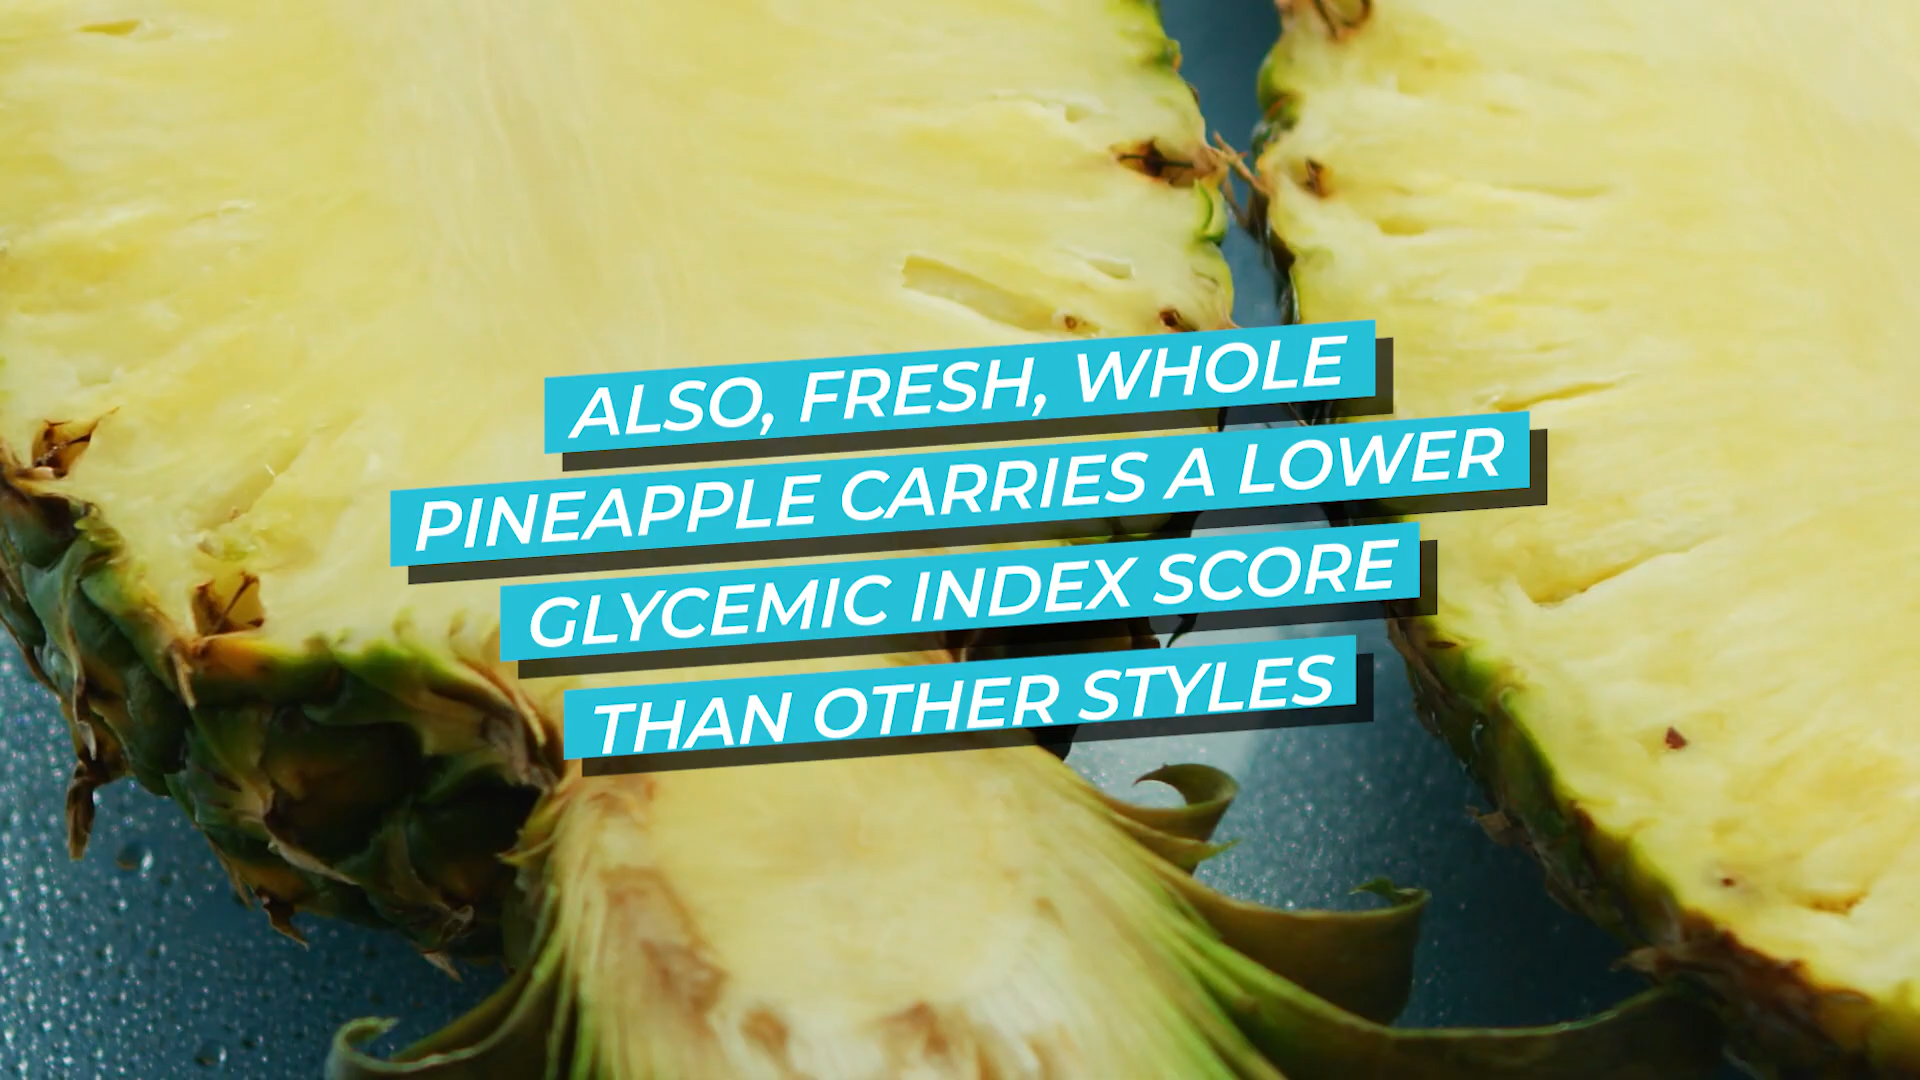 ALSO, FRESH, WHOLE
PINEAPPLE CARRIES A LOWER
GLYCEMIC INDEX SCORE
THAN OTHER STYLES